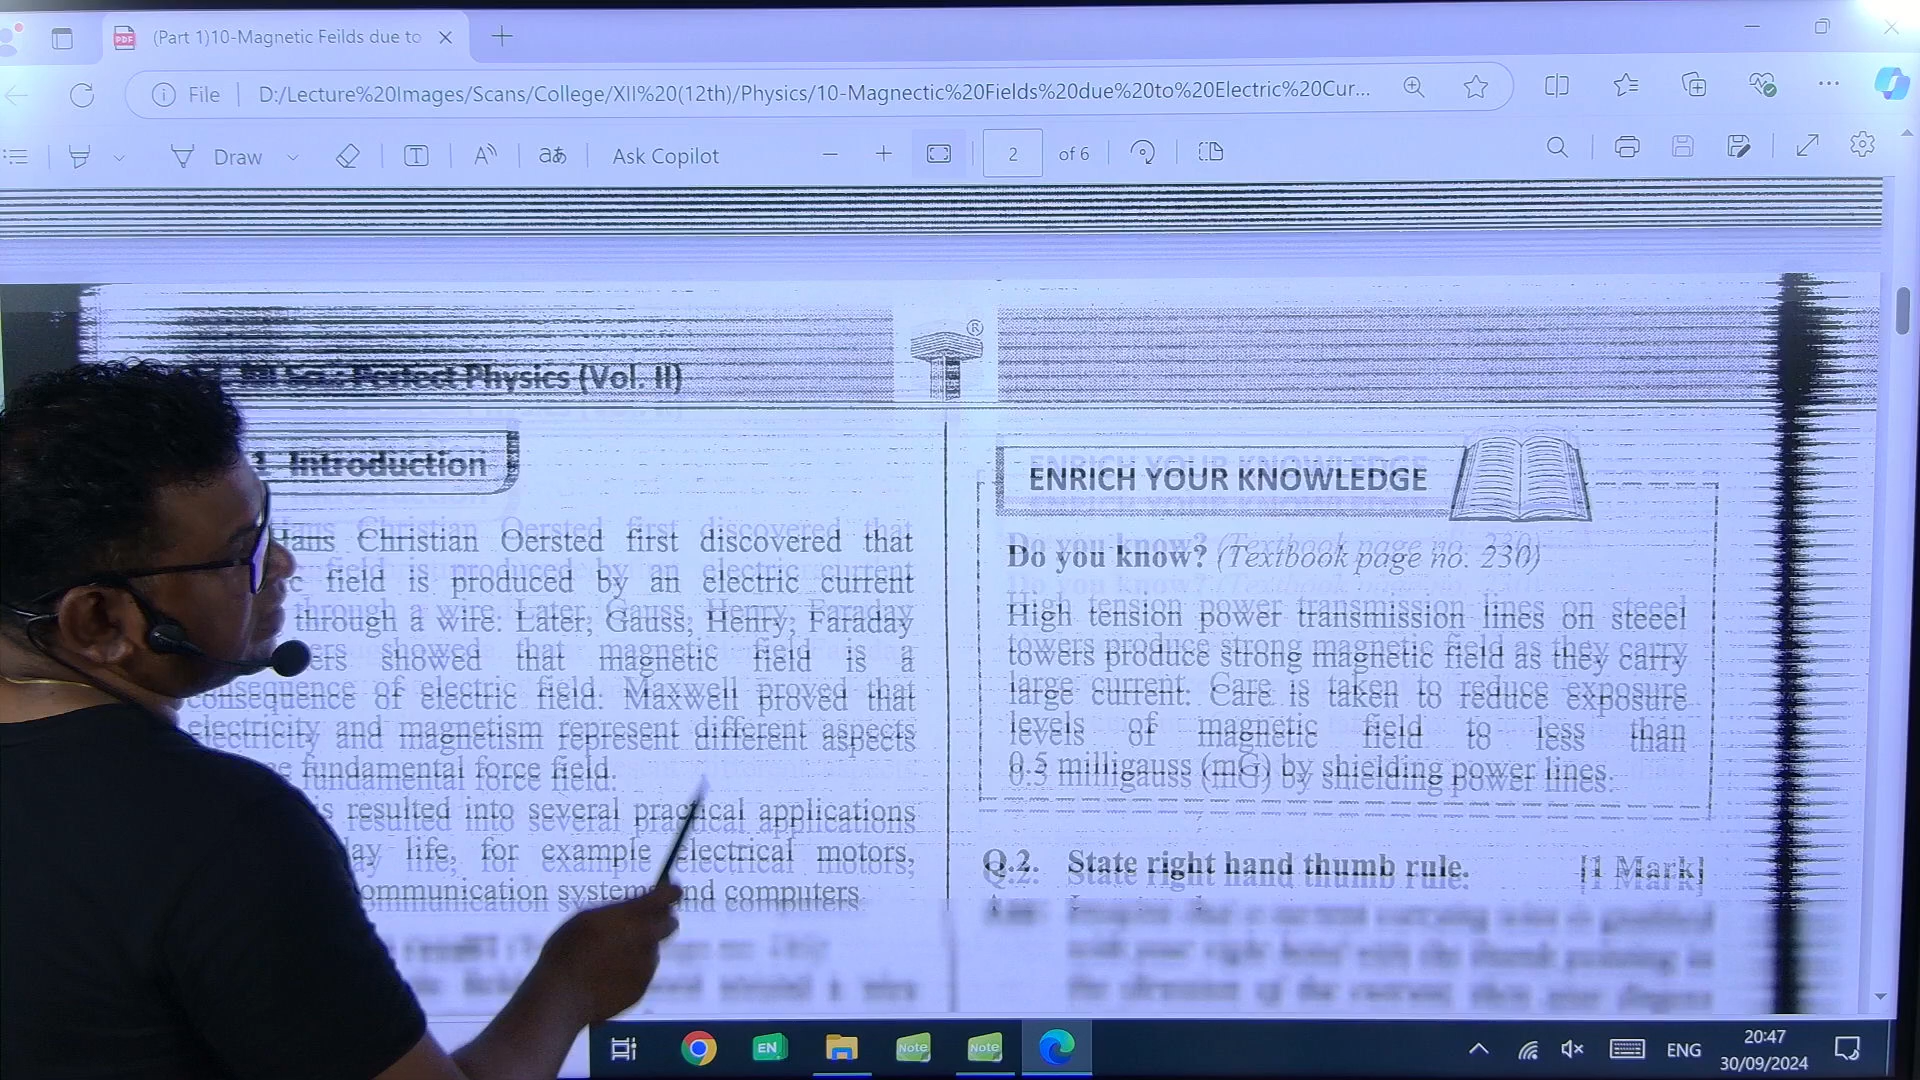 (Part 1)10-Magnetic Feilds due to
File
D:/Lecture%20Images/Scans/College/XII%20(12th)/Physics/10-Magnectic%20Fields%20due%20to%20Electric%20Cur...
Draw
Ask Copilot
2
of 6
Perfect Physics (Vol. II)
1 Introduction
Hans Christian Oersted first discovered that
field is produced by an electric current
through a wire. Later, Gauss, Henry, Faraday
showed that magnetic field is a
consequence of electric field. Maxwell proved that
electricity and magnetism represent different aspects
fundamental force field.
resulted into several practical applications
life, for example electrical motors,
communication systems and computers
ENRICH YOUR KNOWLEDGE
Do you know? (Textbook page no. 230)
High tension power transmission lines on steeel
towers produce strong magnetic field as they carry
large current. Care is taken to reduce exposure
levels of magnetic field to less than
0.5 milligauss (mG) by shielding power lines.
Q.2. State right hand thumb rule. [1 Mark]
EN
Note
Note
ENG
20:47
30/09/2024